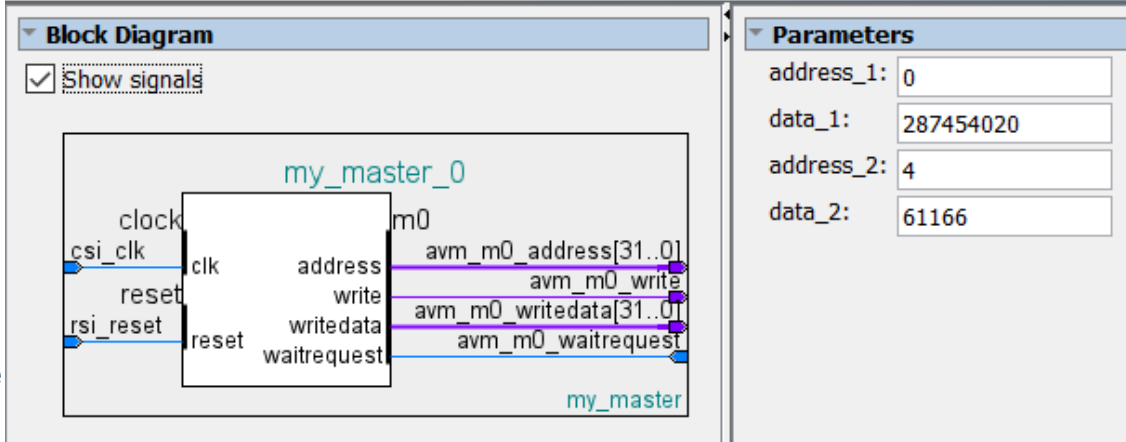 Block Diagram
Show signals
my_master_0
clock
m0
csi_clk
clk
address
avm_m0_address[31..0]
reset
write
avm_m0_write
rsi_reset
reset
writedata
avm_m0_writedata[31..0]
waitrequest
avm_m0_waitrequest
my_master
Parameters
address_1: 0
data_1: 287454020
address_2: 4
data_2: 61166